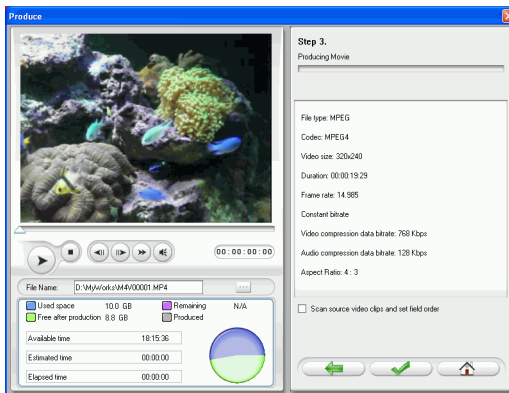 Produce
Step 3.
Producing Movie
File type: MPEG
Codec: MPEG4
Video size: 320x240
Duration: 00:00:19:29
Frame rate: 14.985
Constant bitrate
Video compression data bitrate: 768 Kbps
Audio compression data bitrate: 128 Kbps
Aspect Ratio: 4 : 3
Scan source video clips and set field order
00:00:00:00
File Name: D:\MyWorks\M4V00001.MP4 ...
Used space 10.0 GB Remaining N/A
Free after production 8.8 GB Produced
Available time 18:15:36
Estimated time 00:00:00
Elapsed time 00:00:00